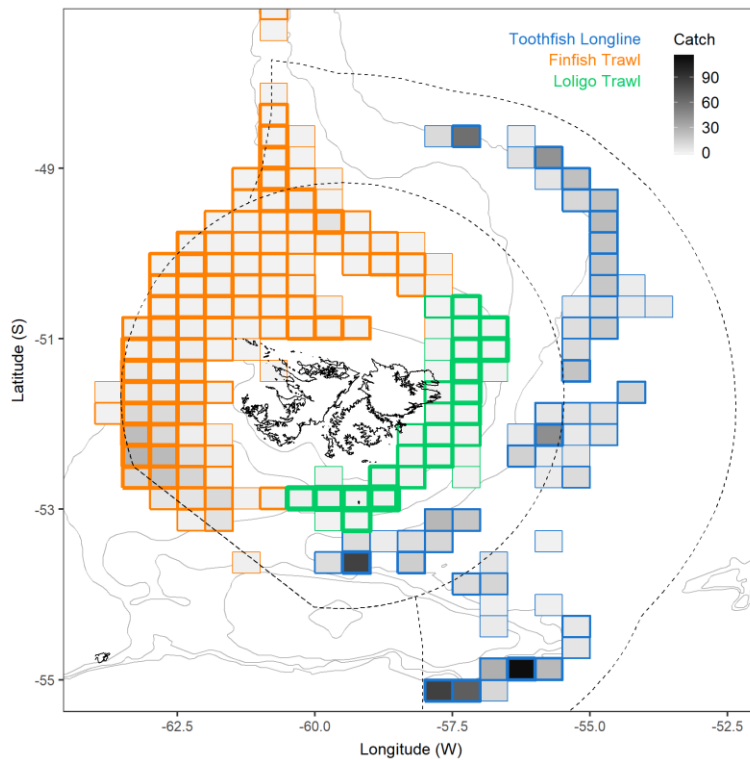 Toothfish Longline
Finfish Trawl
Loligo Trawl
Catch
90
60
30
0
-49
-51
-53
-55
Latitude (S)
-62.5
-60.0
-57.5
-55.0
-52.5
Longitude (W)